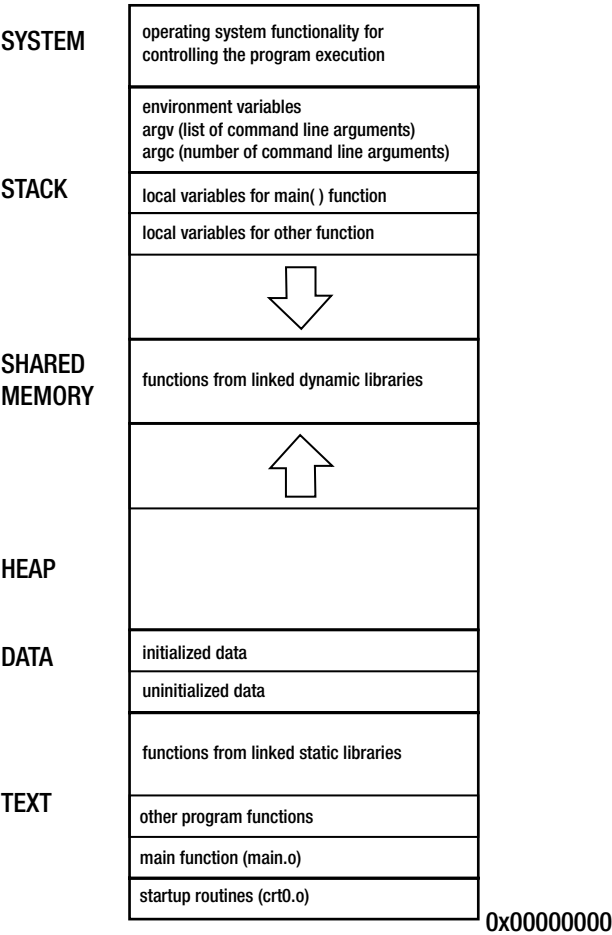 SYSTEM
operating system functionality for
controlling the program execution
environment variables
argv (list of command line arguments)
argc (number of command line arguments)
STACK
local variables for main( ) function
local variables for other function
SHARED
MEMORY
functions from linked dynamic libraries
HEAP
DATA
initialized data
uninitialized data
functions from linked static libraries
TEXT
other program functions
main function (main.o)
startup routines (crt0.o)
0x00000000